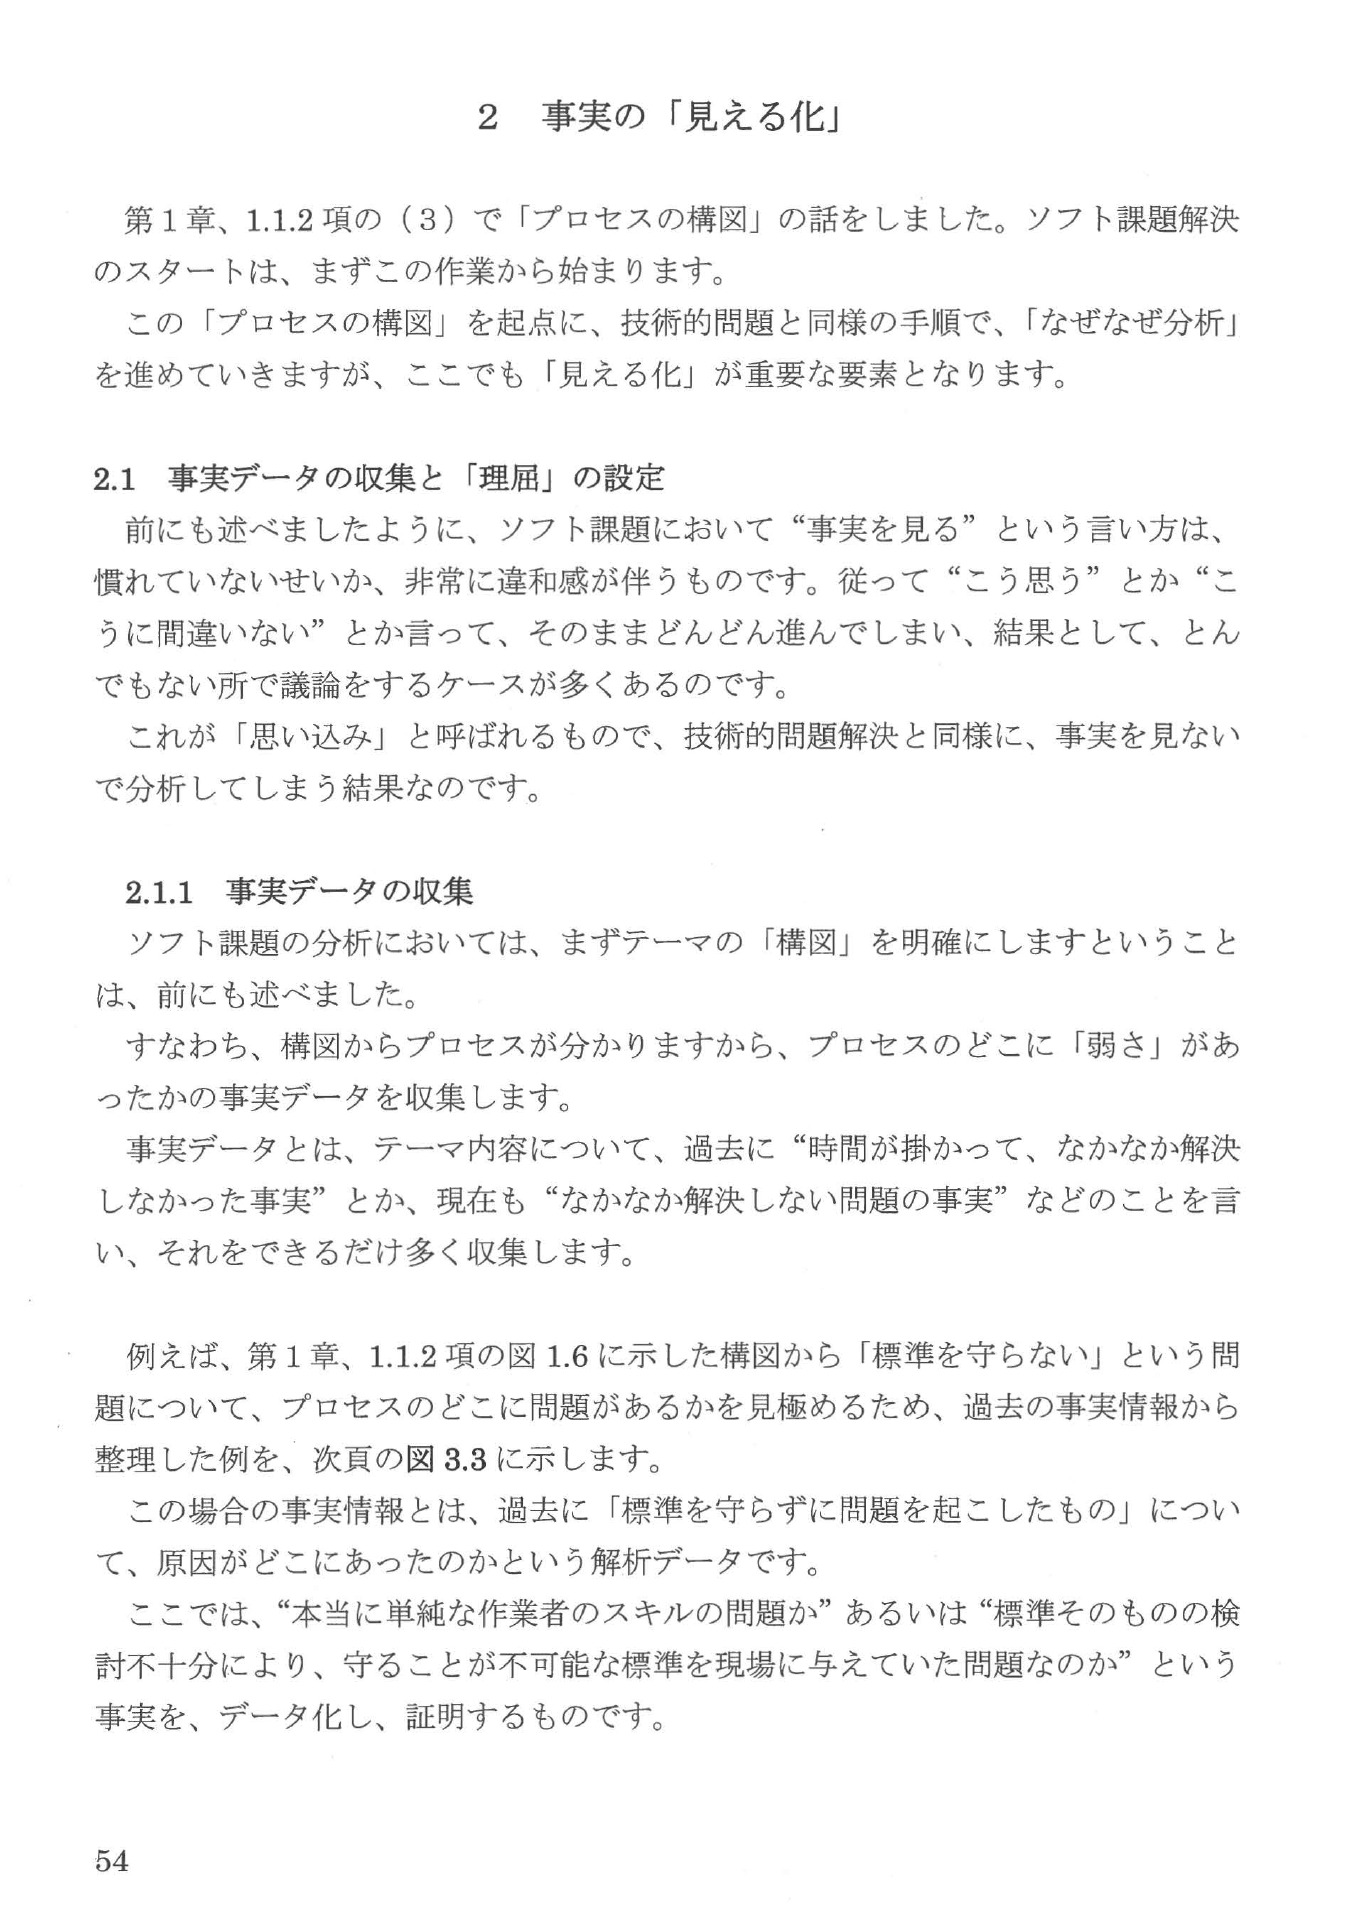 2　事実の「見える化」
第1章、1.1.2項の（3）で「プロセスの構図」の話をしました。ソフト課題解決
のスタートは、まずこの作業から始まります。
この「プロセスの構図」を起点に、技術的問題と同様の手順で、「なぜなぜ分析」
を進めていきますが、ここでも「見える化」が重要な要素となります。
2.1　事実データの収集と「理屈」の設定
前にも述べましたように、ソフト課題において“事実を見る”という言い方は、
慣れていないせいか、非常に違和感が伴うものです。従って“こう思う”とか“こ
うに間違いない”とか言って、そのままどんどん進んでしまい、結果として、とん
でもない所で議論をするケースが多くあるのです。
これが「思い込み」と呼ばれるもので、技術的問題解決と同様に、事実を見ない
で分析してしまう結果なのです。
2.1.1　事実データの収集
ソフト課題の分析においては、まずテーマの「構図」を明確にしますということ
は、前にも述べました。
すなわち、構図からプロセスが分かりますから、プロセスのどこに「弱さ」があ
ったかの事実データを収集します。
事実データとは、テーマ内容について、過去に“時間が掛かって、なかなか解決
しなかった事実”とか、現在も“なかなか解決しない問題の事実”などのことを言
い、それをできるだけ多く収集します。
例えば、第1章、1.1.2項の図1.6に示した構図から「標準を守らない」という問
題について、プロセスのどこに問題があるかを見極めるため、過去の事実情報から
整理した例を、次頁の図3.3に示します。
この場合の事実情報とは、過去に「標準を守らずに問題を起こしたもの」につい
て、原因がどこにあったのかという解析データです。
ここでは、“本当に単純な作業者のスキルの問題か”あるいは“標準そのものの検
討不十分により、守ることが不可能な標準を現場に与えていた問題なのか”という
事実を、データ化し、証明するものです。
54